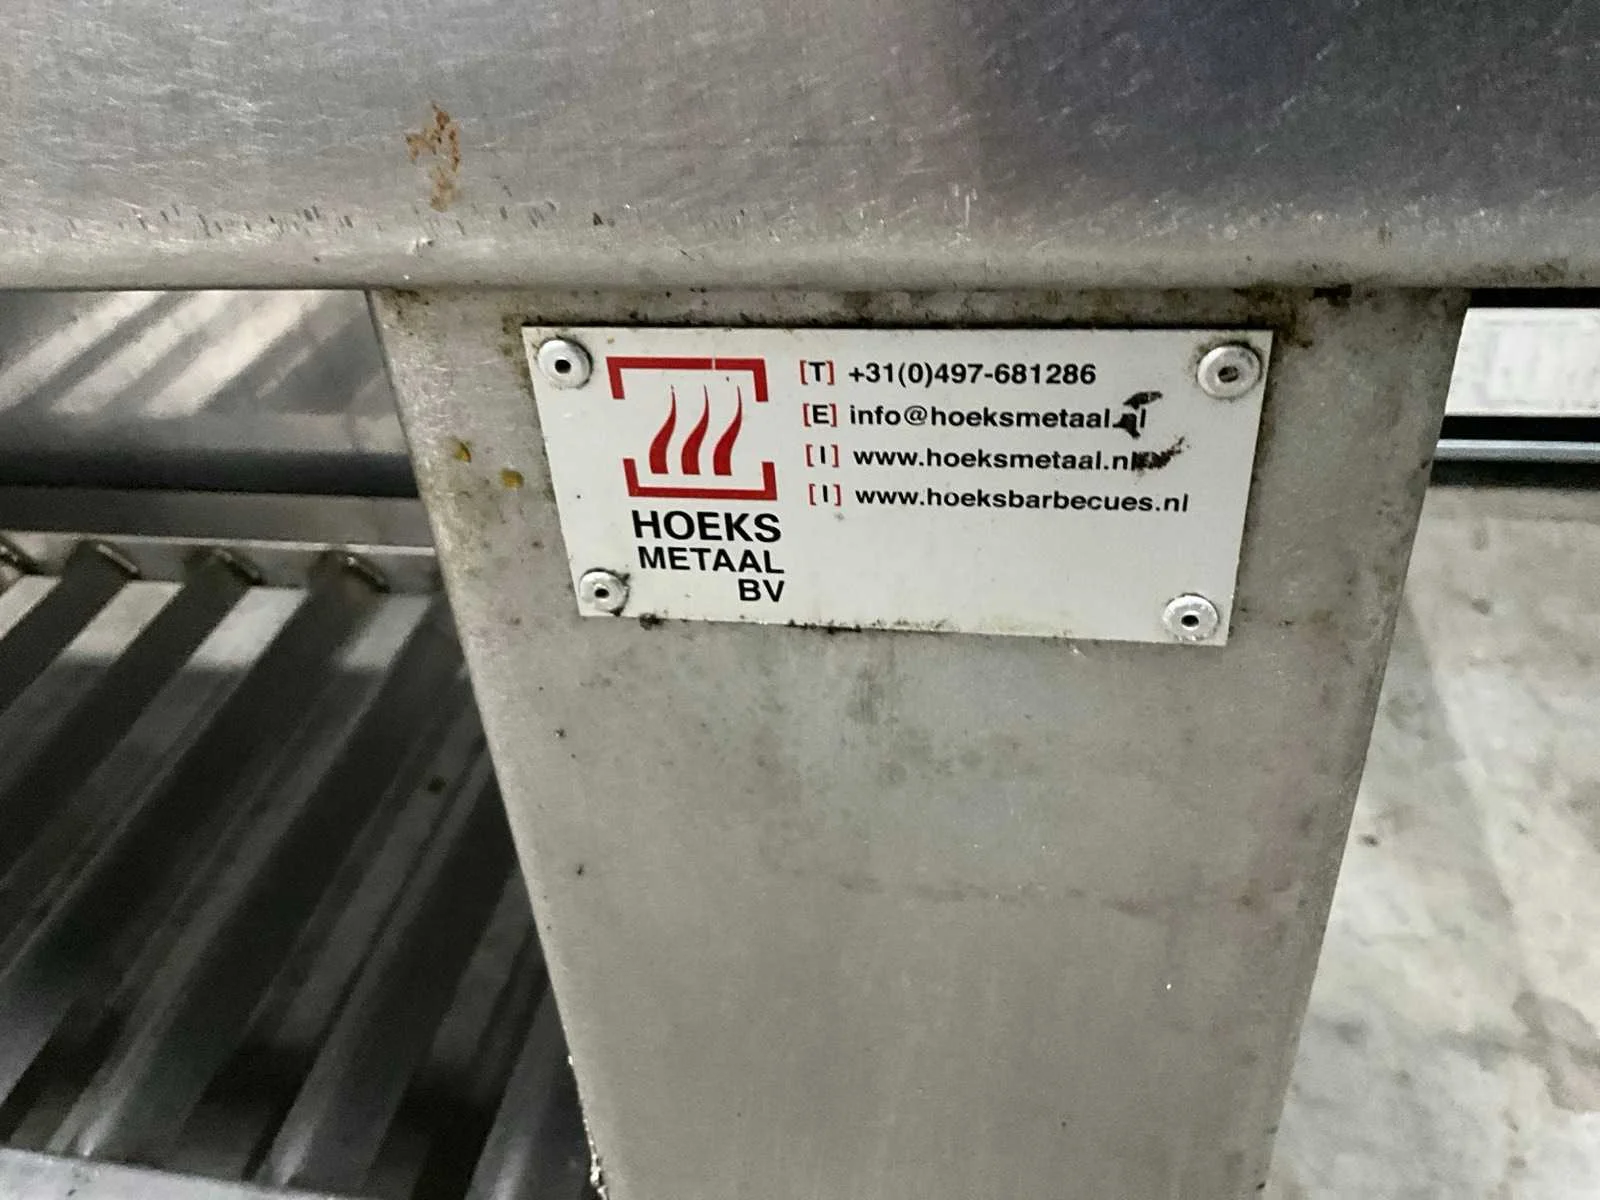 HOEKS
METAAL
BV
[T] +31(0)497-681286
[E] info@hoeksmetaal.nl
[I] www.hoeksmetaal.nl
[I] www.hoeksbarbecues.nl